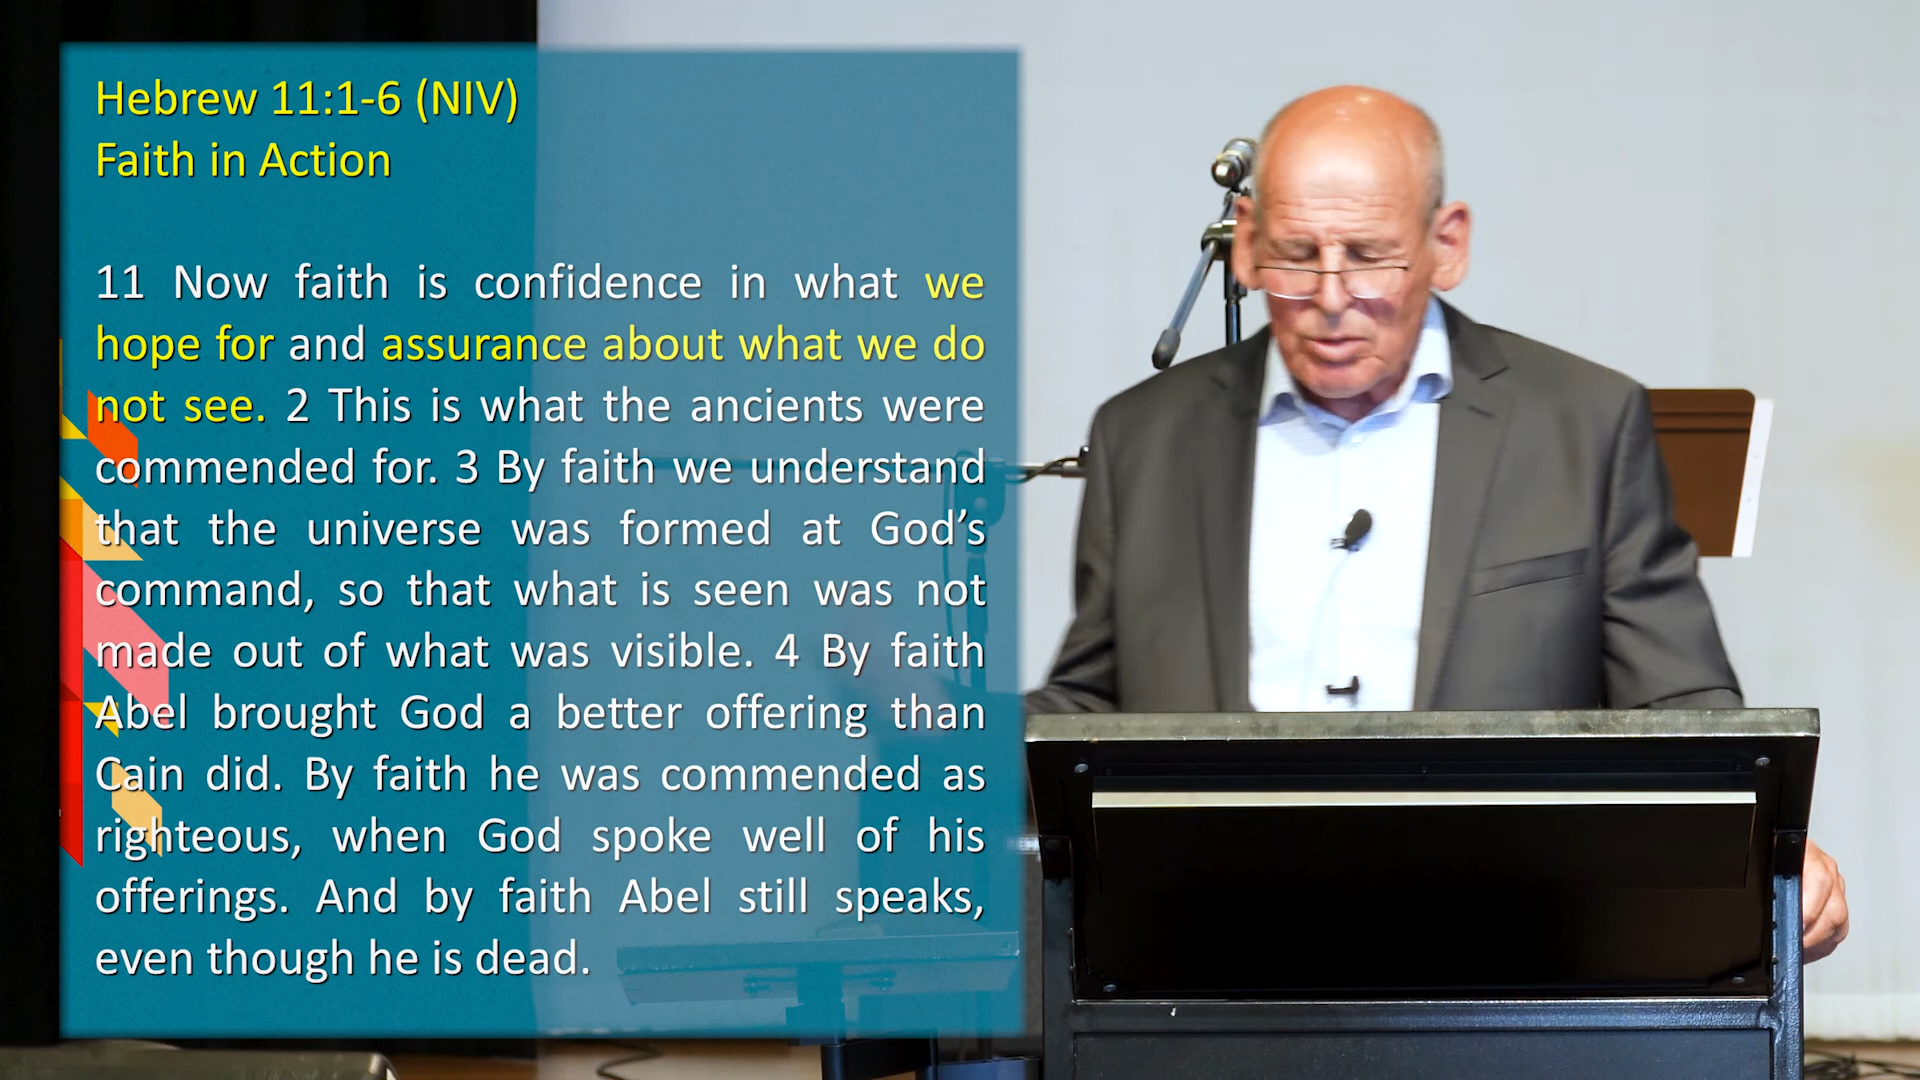 Hebrew 11:1-6 (NIV)
Faith in Action
11 Now faith is confidence in what we
hope for and assurance about what we do
not see. 2 This is what the ancients were
commended for. 3 By faith we understand
that the universe was formed at God’s
command, so that what is seen was not
made out of what was visible. 4 By faith
Abel brought God a better offering than
Cain did. By faith he was commended as
righteous, when God spoke well of his
offerings. And by faith Abel still speaks,
even though he is dead.